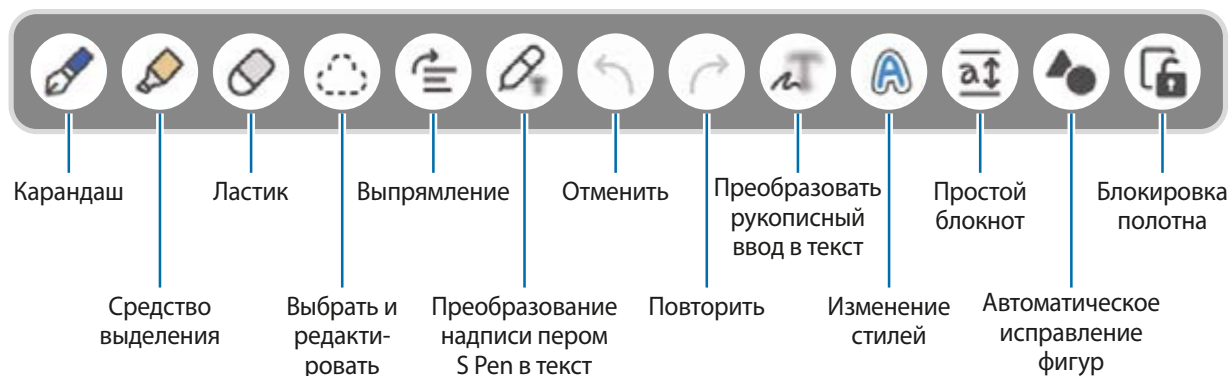 Карандаш
Ластик
Выпрямление
Отменить
Преобразовать
рукописный
ввод в текст
Простой
блокнот
Блокировка
полотна
Средство
выделения
Выбрать и
редакти-
ровать
Преобразование
надписи пером
S Pen в текст
Повторить
Изменение
стилей
Автоматическое
исправление
фигур